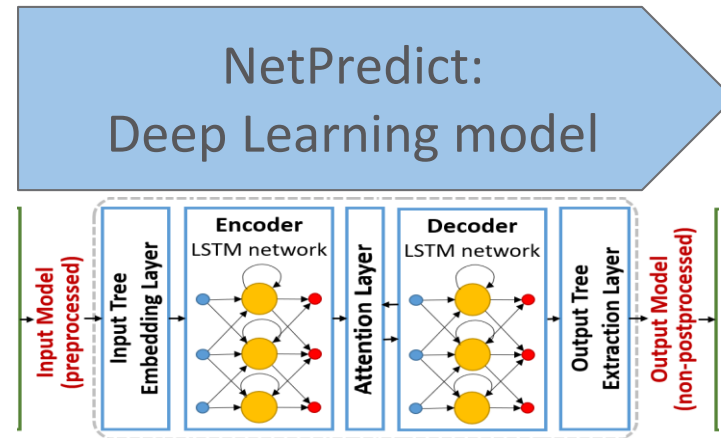 NetPredict:
Deep Learning model
Input Model
(preprocessed)
Input Tree
Embedding Layer
Encoder
LSTM network
Attention Layer
Decoder
LSTM network
Output Tree
Extraction Layer
Output Model
(non-postprocessed)